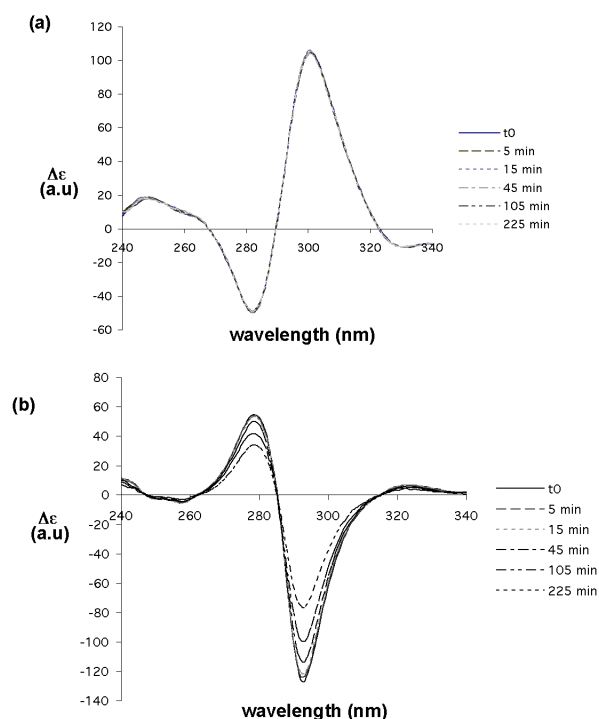 (a)
120
100
80
60
40
20
0
-20
-40
-60
Δε
(a.u)
240 260 280 300 320 340
wavelength (nm)
t0
5 min
15 min
45 min
105 min
225 min
(b)
80
60
40
20
0
-20
-40
-60
-80
-100
-120
-140
Δε
(a.u)
240 260 280 300 320 340
wavelength (nm)
t0
5 min
15 min
45 min
105 min
225 min